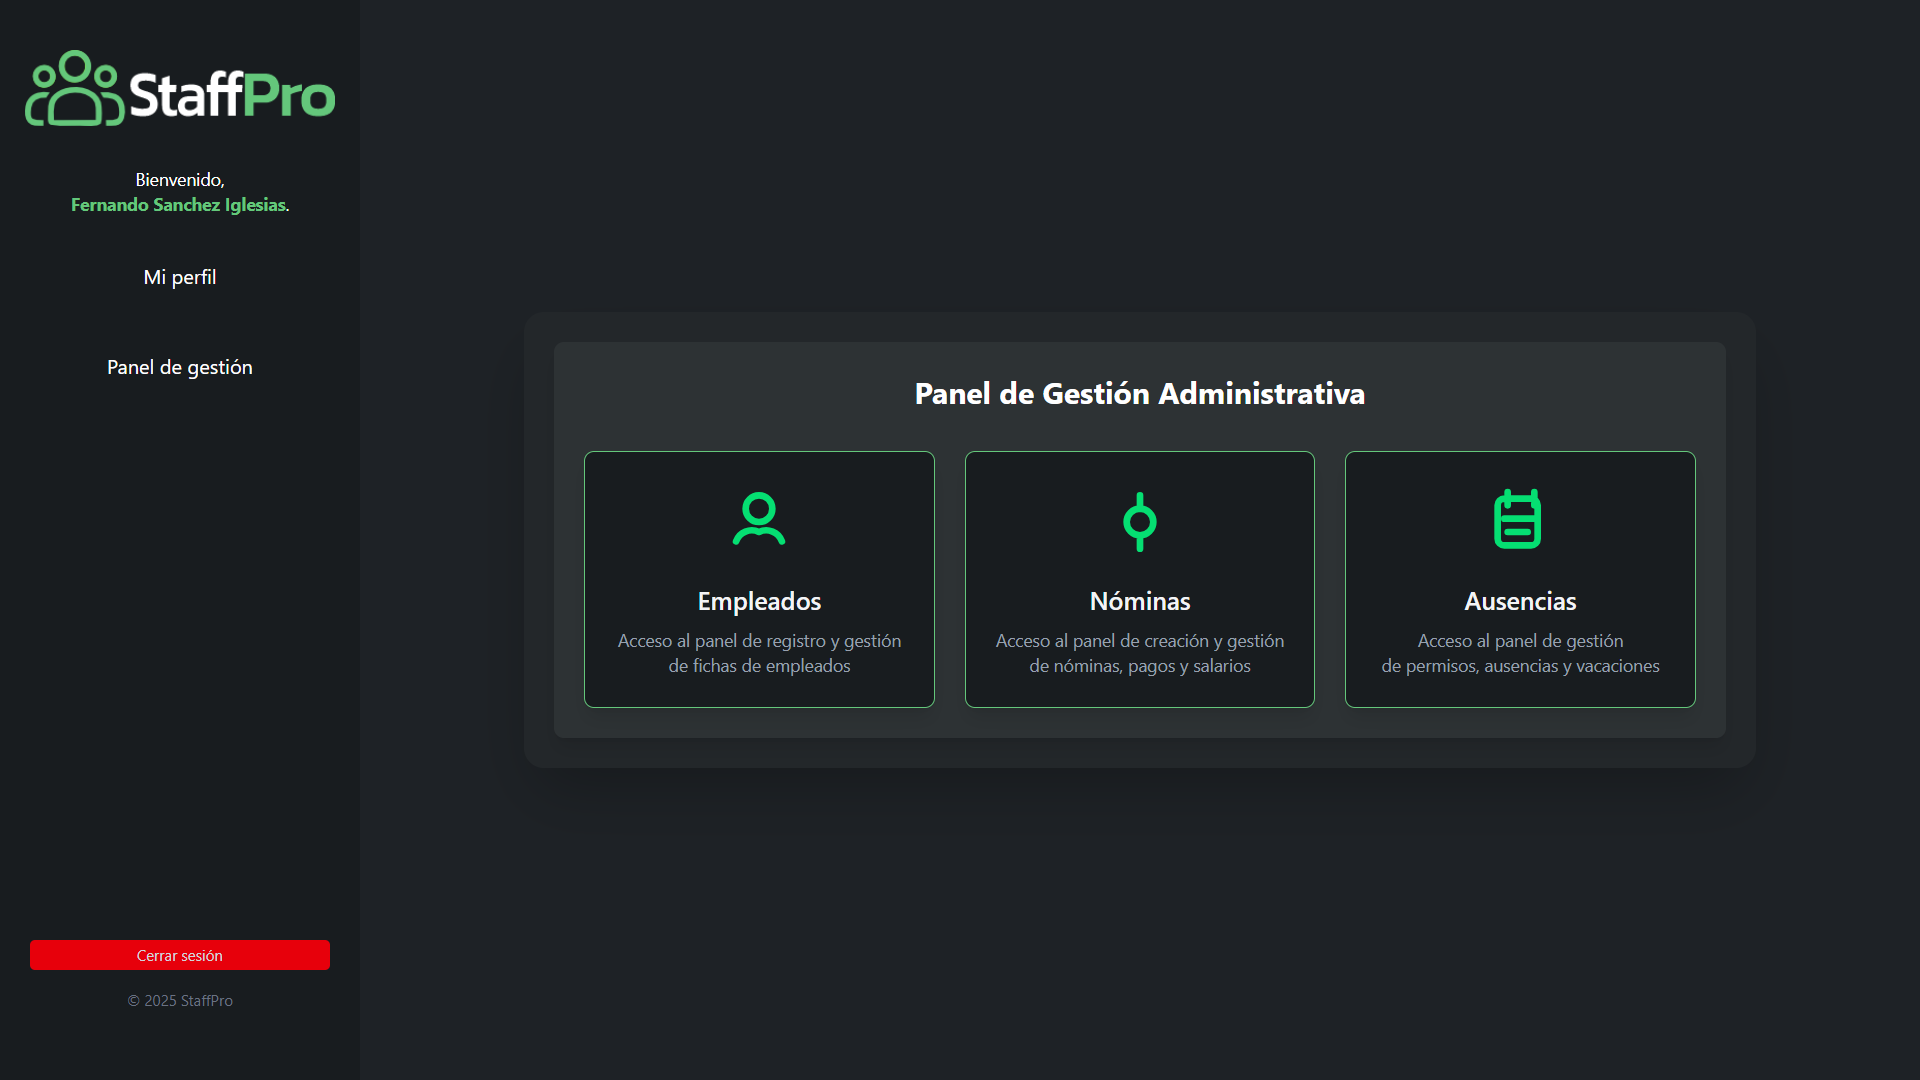 StaffPro
Bienvenido,
Fernando Sanchez Iglesias.
Mi perfil
Panel de gestión
Cerrar sesión
© 2025 StaffPro
Panel de Gestión Administrativa
Empleados
Acceso al panel de registro y gestión
de fichas de empleados
Nóminas
Acceso al panel de creación y gestión
de nóminas, pagos y salarios
Ausencias
Acceso al panel de gestión
de permisos, ausencias y vacaciones